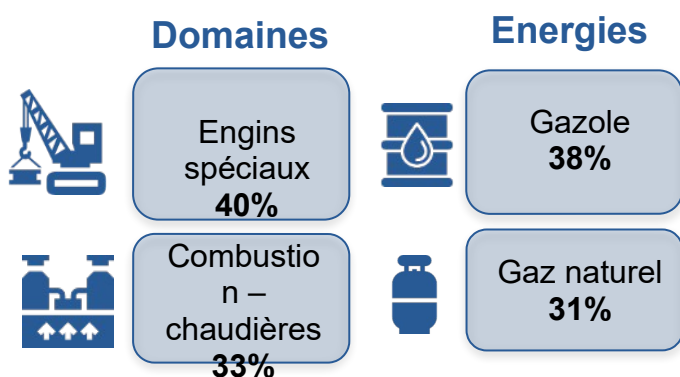 Domaines
Engins
spéciaux
40%
Combustio
n –
chaudières
33%
Energies
Gazole
38%
Gaz naturel
31%